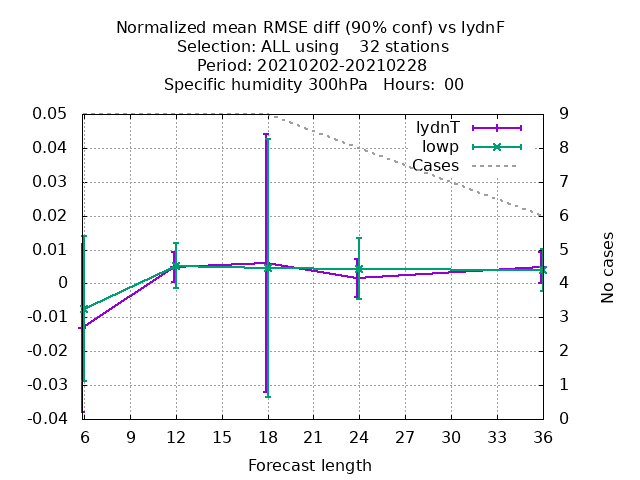 Normalized mean RMSE diff (90% conf) vs lydnF
Selection: ALL using    32 stations
Period: 20210202-20210228
Specific humidity 300hPa   Hours:  00
lydnT
lowp
Cases
0.05
0.04
0.03
0.02
0.01
0
-0.01
-0.02
-0.03
-0.04
9
8
7
6
5
4
3
2
1
0
No cases
6 9 12 15 18 21 24 27 30 33 36
Forecast length